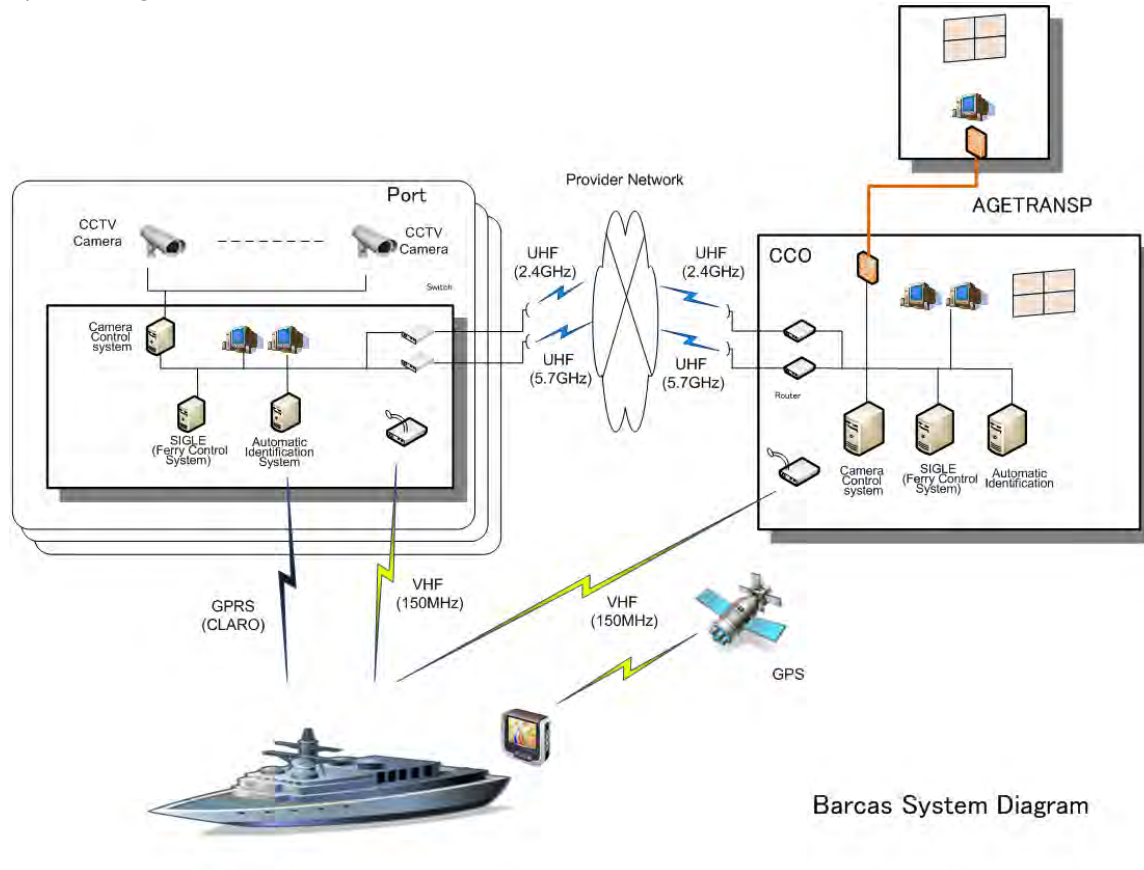 Port
CCTV
Camera
CCTV
Camera
Switch
Camera
Control
system
SIGLE
(Ferry Control
System)
Automatic
Identification
System
UHF
(2.4GHz)
UHF
(5.7GHz)
Provider Network
UHF
(2.4GHz)
UHF
(5.7GHz)
AGETRANSP
CCO
Router
Camera
Control
system
SIGLE
(Ferry Control
System)
Automatic
Identification
GPRS
(CLARO)
VHF
(150MHz)
VHF
(150MHz)
GPS
Barcas System Diagram